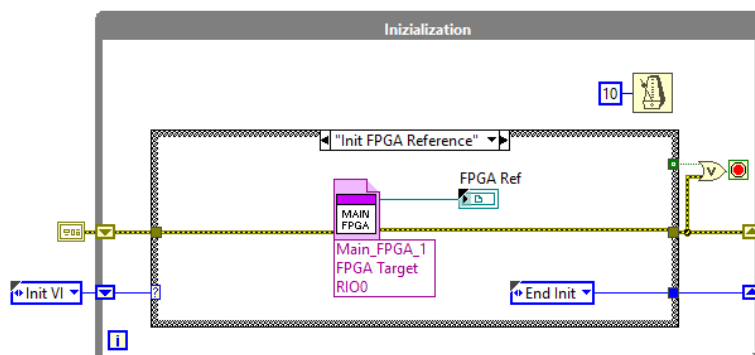 Inizialization
10
"Init FPGA Reference"
FPGA Ref
MAIN
FPGA
Main_FPGA_1
FPGA Target
RIO0
Init VI
?
End Init
V
i